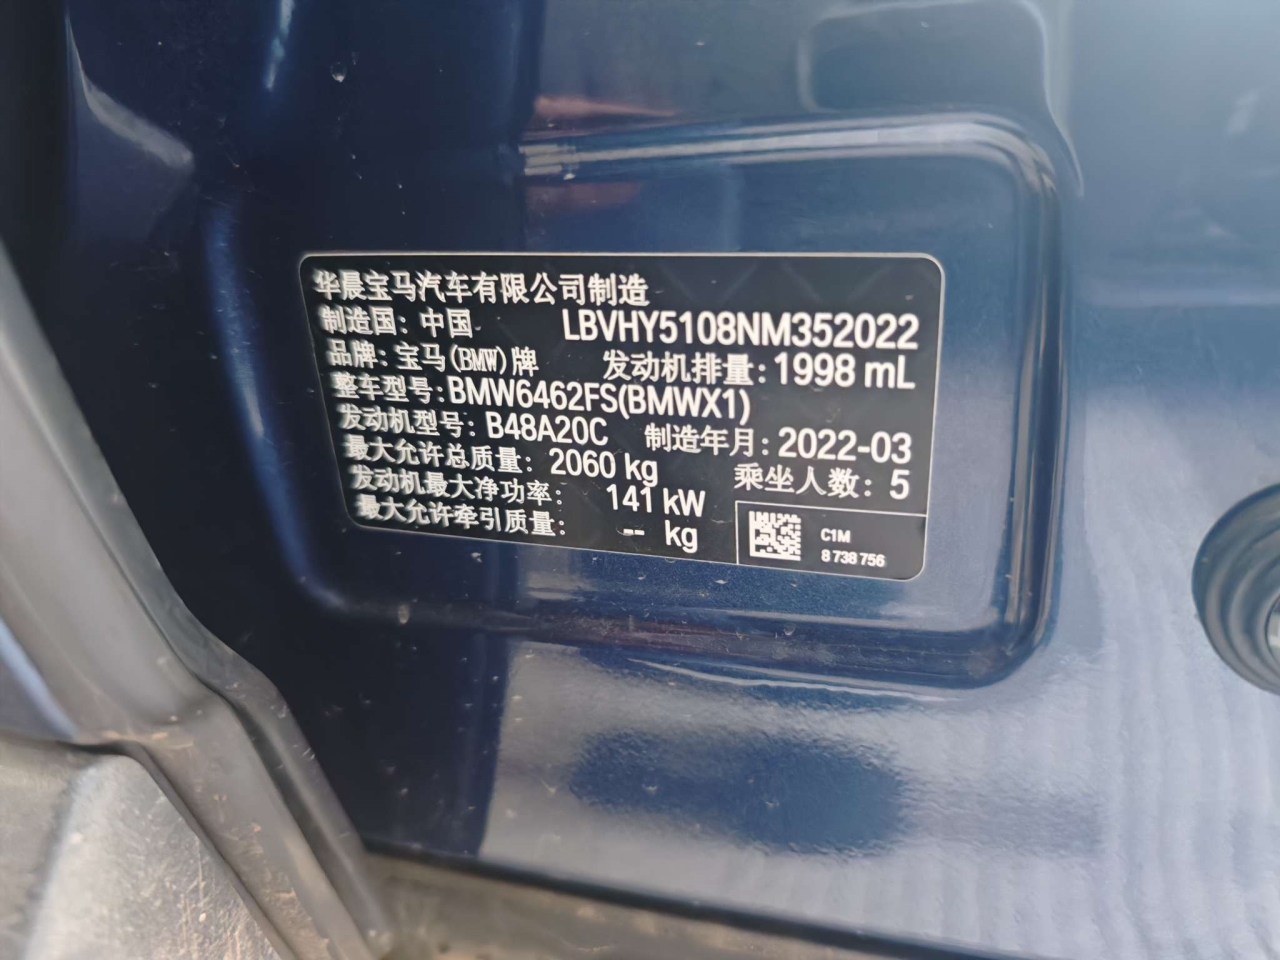 华晨宝马汽车有限公司制造
制造国：中国 LBVHY5108NM352022
品牌：宝马(BMW)牌 发动机排量：1998 mL
整车型号：BMW6462FS(BMWX1)
发动机型号：B48A20C 制造年月：2022-03
最大允许总质量：2060 kg 乘坐人数：5
发动机最大净功率：141 kW
最大允许牵引质量：-- kg
C1M
8 738 756